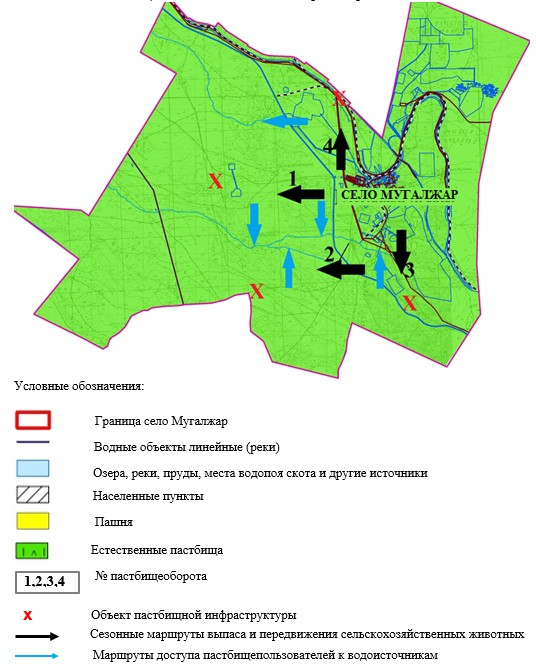 4
X
X
1
СЕЛО МУГАЛЖАР
2
3
X
X
Условные обозначения:
Граница село Мугалжар
Водные объекты линейные (реки)
Озера, реки, пруды, места водопоя скота и другие источники
Населенные пункты
Пашня
Естественные пастбища
1,2,3,4 № пастбищеоборота
X Объект пастбищной инфраструктуры
Сезонные маршруты выпаса и передвижения сельскохозяйственных животных
Маршруты доступа пастбищепользователей к водоисточникам